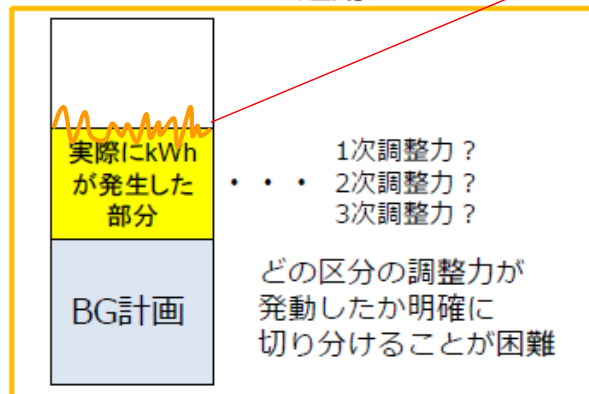 実際にkWh
が発生した
部分
・・・
1次調整力？
2次調整力？
3次調整力？
BG計画
どの区分の調整力が
発動したか明確に
切り分けることが困難